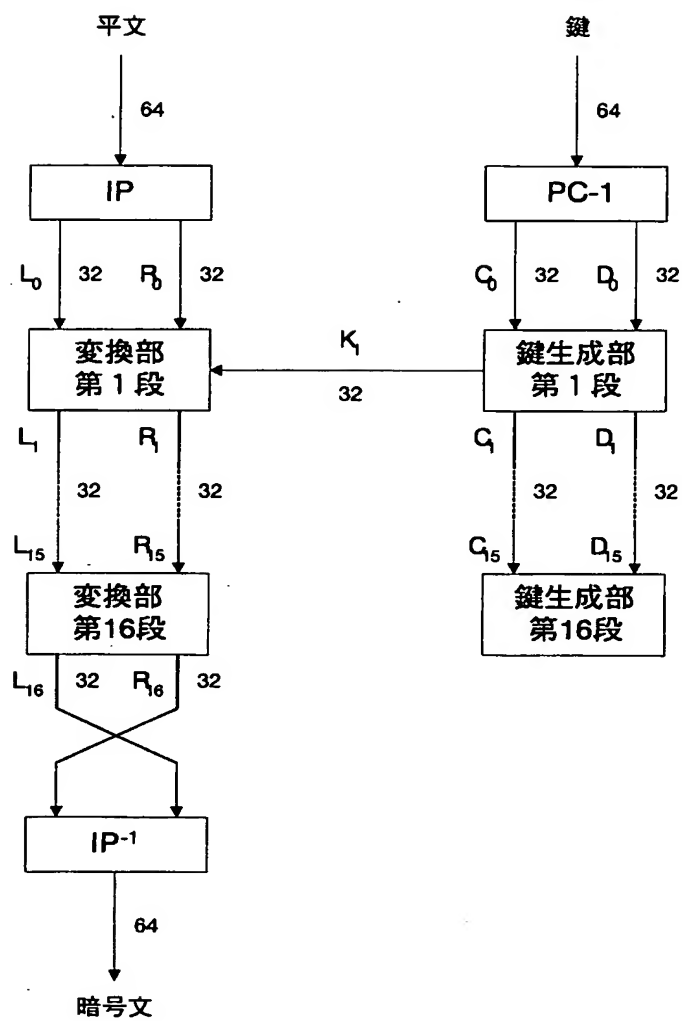 平文
鍵
64
64
IP
PC-1
L₀ 32 R₀ 32
C₀ 32 D₀ 32
変換部
第1段
K₁
32
鍵生成部
第1段
L₁ 32 R₁ 32
C₁ 32 D₁ 32
L₁₅ R₁₅
C₁₅ D₁₅
変換部
第16段
鍵生成部
第16段
L₁₆ 32 R₁₆ 32
IP⁻¹
64
暗号文